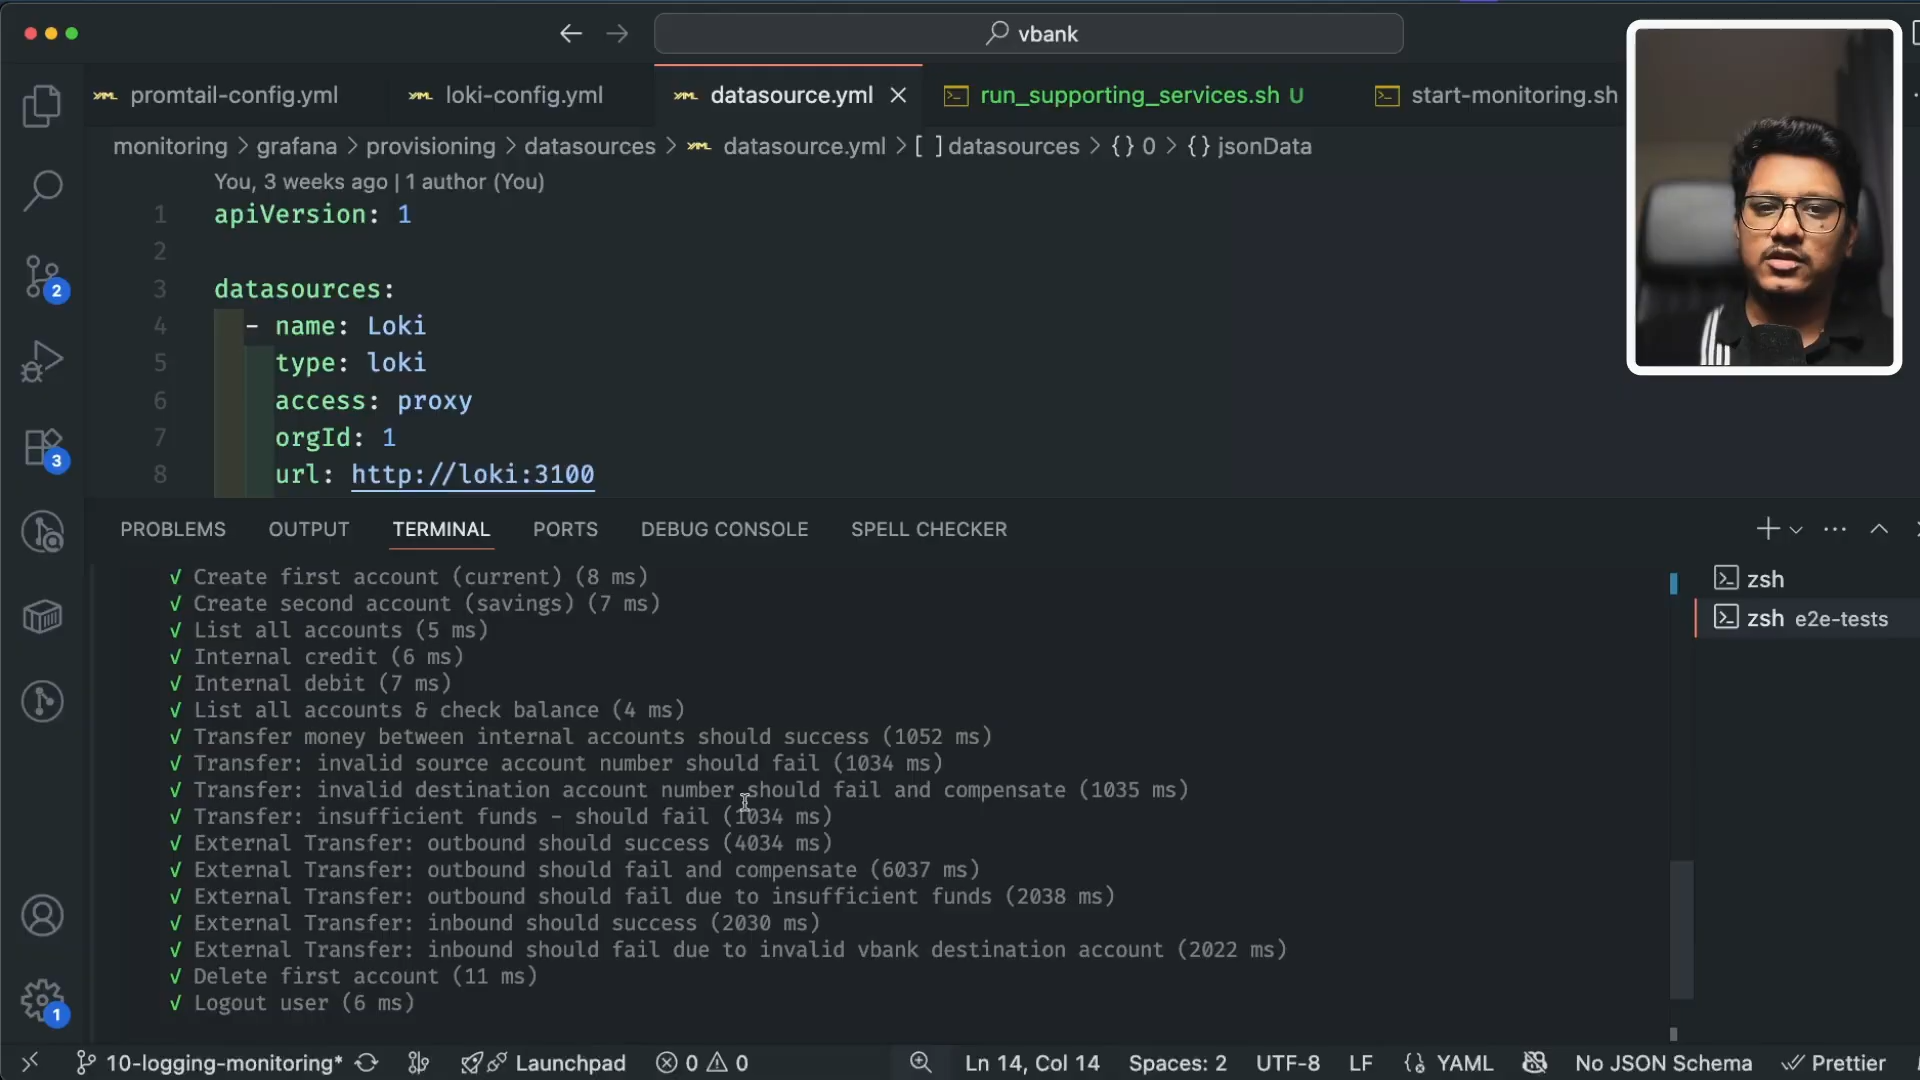 vbank
promtail-config.yml
loki-config.yml
datasource.yml
run_supporting_services.sh U
start-monitoring.sh
monitoring > grafana > provisioning > datasources > datasource.yml > [ ] datasources > {} 0 > {} jsonData
You, 3 weeks ago | 1 author (You)
1 apiVersion: 1
2
3 datasources:
4 - name: Loki
5 type: loki
6 access: proxy
7 orgId: 1
8 url: http://loki:3100
2
3
1
PROBLEMS OUTPUT TERMINAL PORTS DEBUG CONSOLE SPELL CHECKER
√ Create first account (current) (8 ms)
√ Create second account (savings) (7 ms)
√ List all accounts (5 ms)
√ Internal credit (6 ms)
√ Internal debit (7 ms)
√ List all accounts & check balance (4 ms)
√ Transfer money between internal accounts should success (1052 ms)
√ Transfer: invalid source account number should fail (1034 ms)
√ Transfer: invalid destination account number should fail and compensate (1035 ms)
√ Transfer: insufficient funds - should fail (1034 ms)
√ External Transfer: outbound should success (4034 ms)
√ External Transfer: outbound should fail and compensate (6037 ms)
√ External Transfer: outbound should fail due to insufficient funds (2038 ms)
√ External Transfer: inbound should success (2030 ms)
√ External Transfer: inbound should fail due to invalid vbank destination account (2022 ms)
√ Delete first account (11 ms)
√ Logout user (6 ms)
zsh
zsh e2e-tests
10-logging-monitoring* Launchpad 0 0 Ln 14, Col 14 Spaces: 2 UTF-8 LF YAML No JSON Schema Prettier